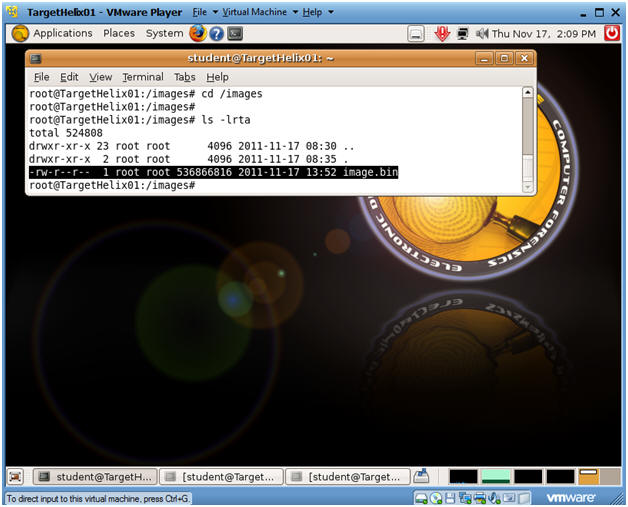 TargetHelix01 - VMware Player File Virtual Machine Help
Applications Places System Thu Nov 17, 2:09 PM
student@TargetHelix01: ~
File Edit View Terminal Tabs Help
root@TargetHelix01:/images# cd /images
root@TargetHelix01:/images#
root@TargetHelix01:/images# ls -lrta
total 524808
drwxr-xr-x 23 root root 4096 2011-11-17 08:30 ..
drwxr-xr-x 2 root root 4096 2011-11-17 08:35 .
-rw-r--r-- 1 root root 536866816 2011-11-17 13:52 image.bin
root@TargetHelix01:/images#
COMPUTER FORENSICS
ELECTRONIC
student@TargetH... [student@Target... [student@Target...
To direct input to this virtual machine, press Ctrl+G.
vmware